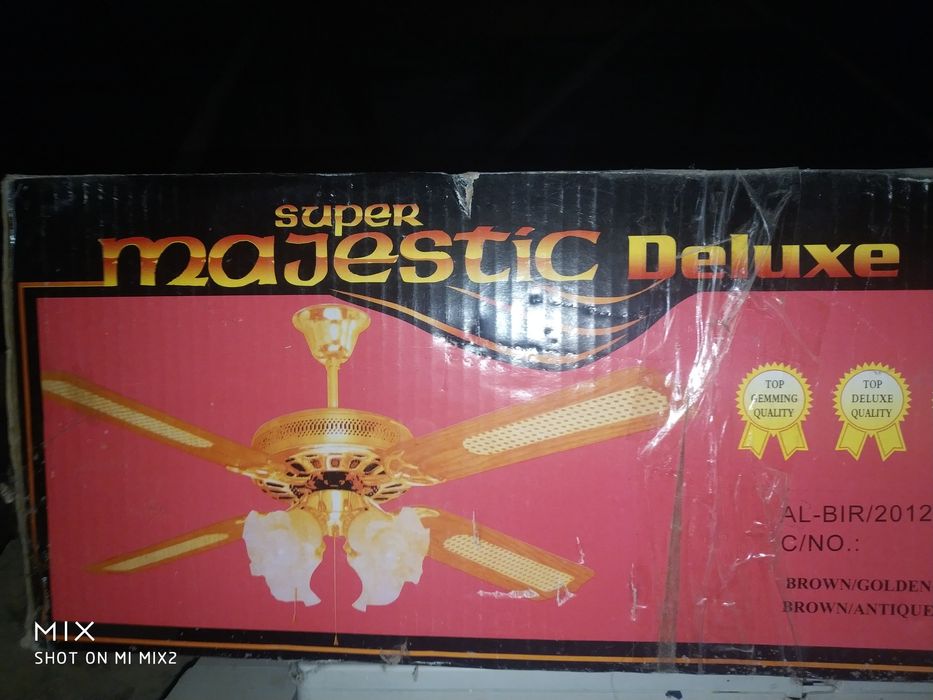 super
majestic Deluxe
TOP
GEMMING
QUALITY
TOP
DELUXE
QUALITY
AL-BIR/2012
C/NO.:
BROWN/GOLDEN
BROWN/ANTIQUE
MIX
SHOT ON MI MIX2